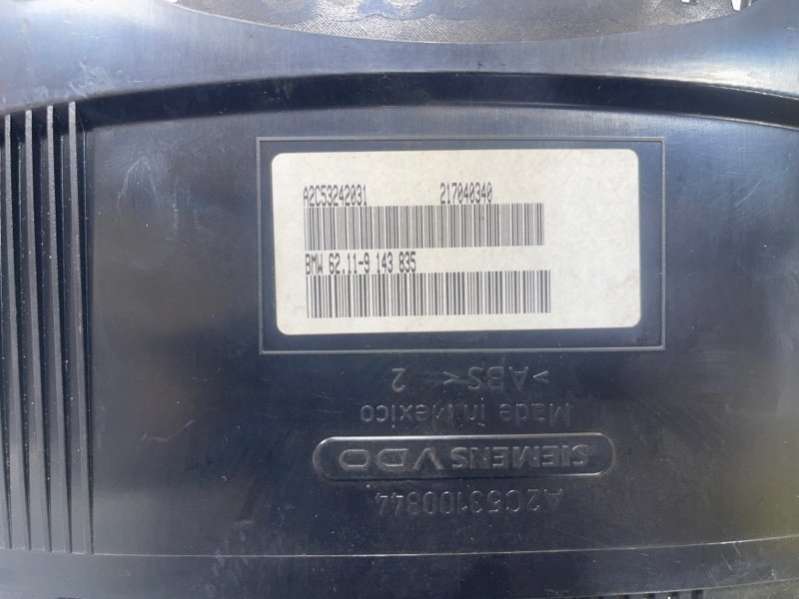 A2C53242031 217040340
BMW 62.11-9 143 835
>ABS< 2
Made in Mexico
SIEMENS VDO
A2C53100844